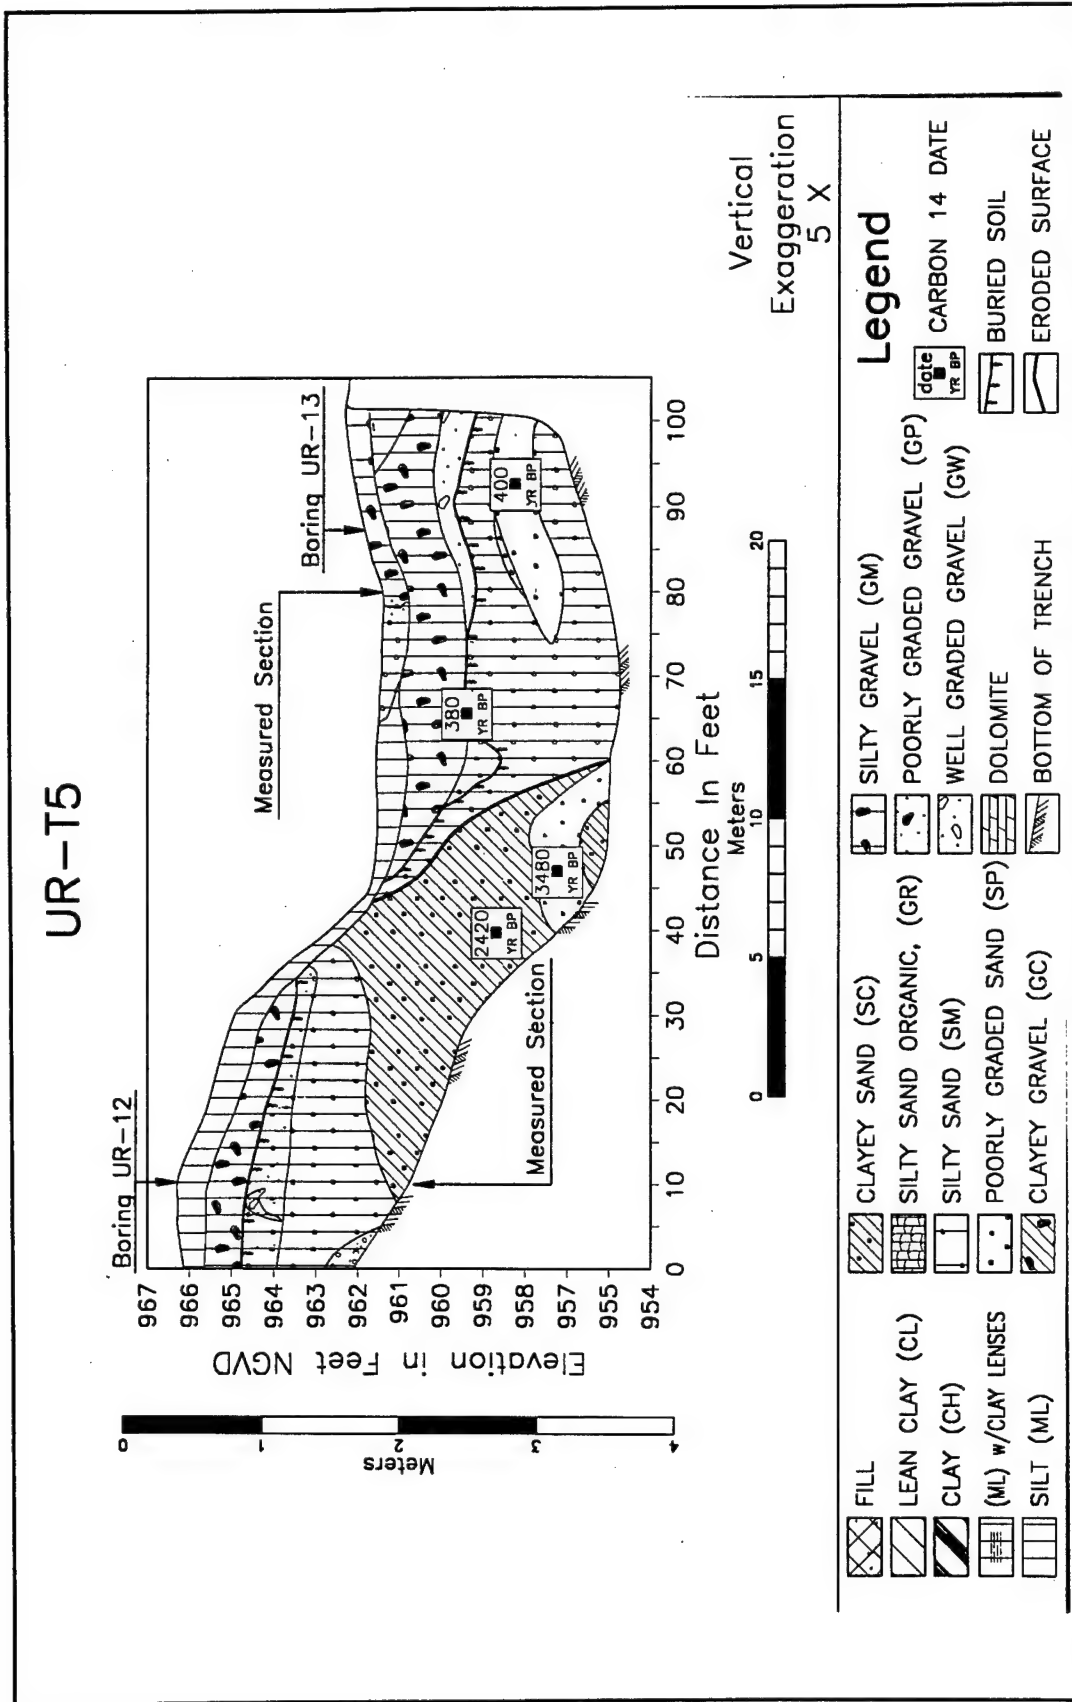 UR-T5
Boring UR-12
Measured Section
Boring UR-13
967
966
965
964
963
962
961
960
959
958
957
956
955
954
Elevation in Feet NGVD
0
1
2
3
4
Meters
380
YR BP
400
YR BP
2420
YR BP
3480
YR BP
Measured Section
0 10 20 30 40 50 60 70 80 90 100
Distance In Feet
Meters
0 5 10 15 20
Vertical
Exaggeration
5 X
Legend
FILL
LEAN CLAY (CL)
CLAY (CH)
(ML) w/CLAY LENSES
SILT (ML)
CLAYEY SAND (SC)
SILTY SAND ORGANIC, (GR)
SILTY SAND (SM)
POORLY GRADED SAND (SP)
CLAYEY GRAVEL (GC)
SILTY GRAVEL (GM)
POORLY GRADED GRAVEL (GP)
WELL GRADED GRAVEL (GW)
DOLOMITE
BOTTOM OF TRENCH
date
YR BP
CARBON 14 DATE
BURIED SOIL
ERODED SURFACE